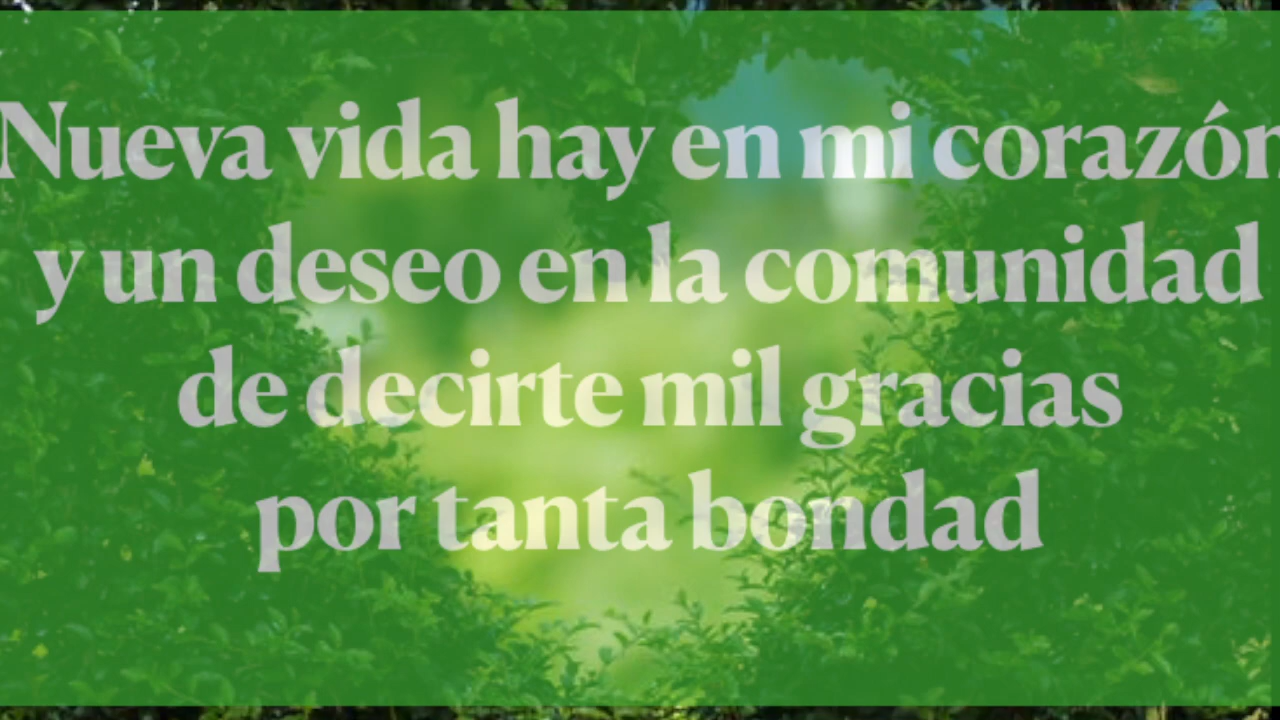 Nueva vida hay en mi corazón
y un deseo en la comunidad
de decirte mil gracias
por tanta bondad